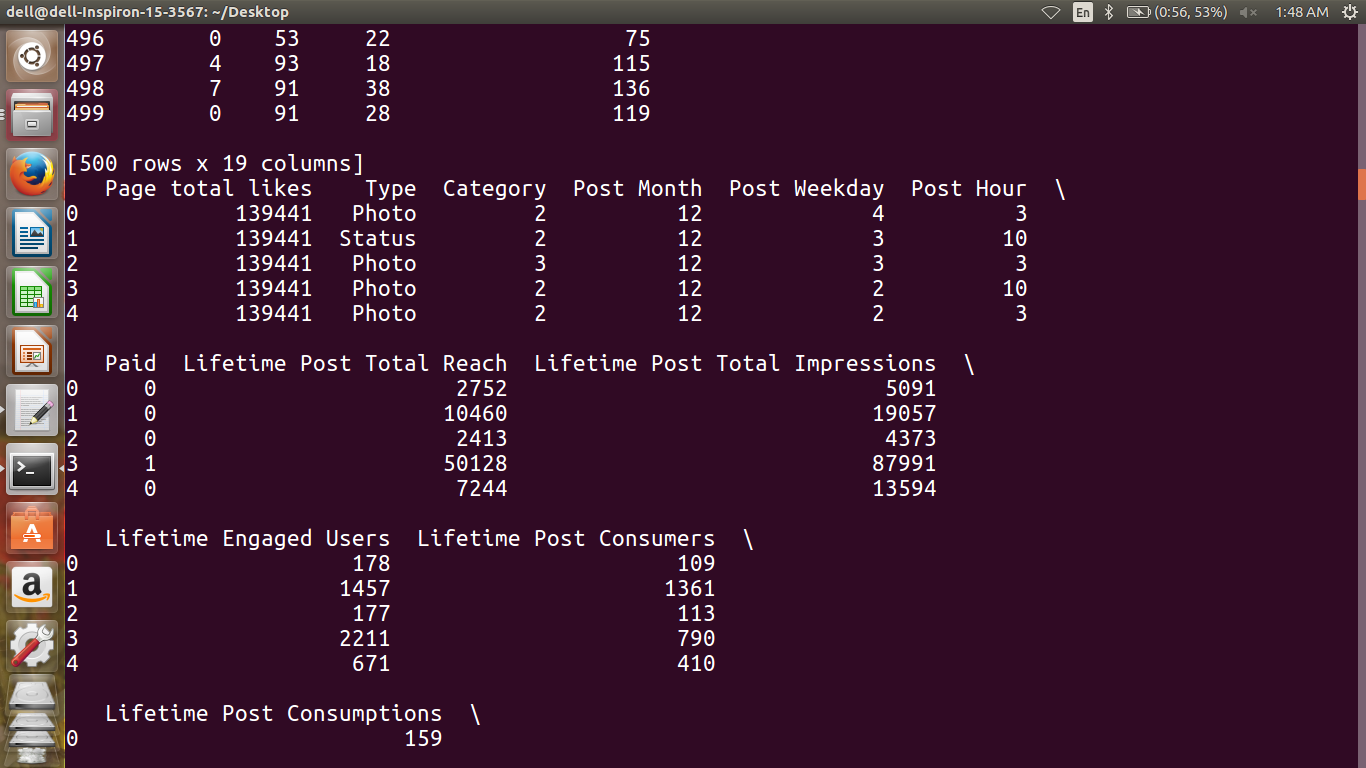 dell@dell-Inspiron-15-3567: ~/Desktop En (0:56, 53%) 1:48 AM
496 0 53 22 75
497 4 93 18 115
498 7 91 38 136
499 0 91 28 119
[500 rows x 19 columns]
Page total likes Type Category Post Month Post Weekday Post Hour \
0 139441 Photo 2 12 4 3
1 139441 Status 2 12 3 10
2 139441 Photo 3 12 3 3
3 139441 Photo 2 12 2 10
4 139441 Photo 2 12 2 3
Paid Lifetime Post Total Reach Lifetime Post Total Impressions \
0 0 2752 5091
1 0 10460 19057
2 0 2413 4373
3 1 50128 87991
4 0 7244 13594
Lifetime Engaged Users Lifetime Post Consumers \
0 178 109
1 1457 1361
2 177 113
3 2211 790
4 671 410
Lifetime Post Consumptions \
0 159